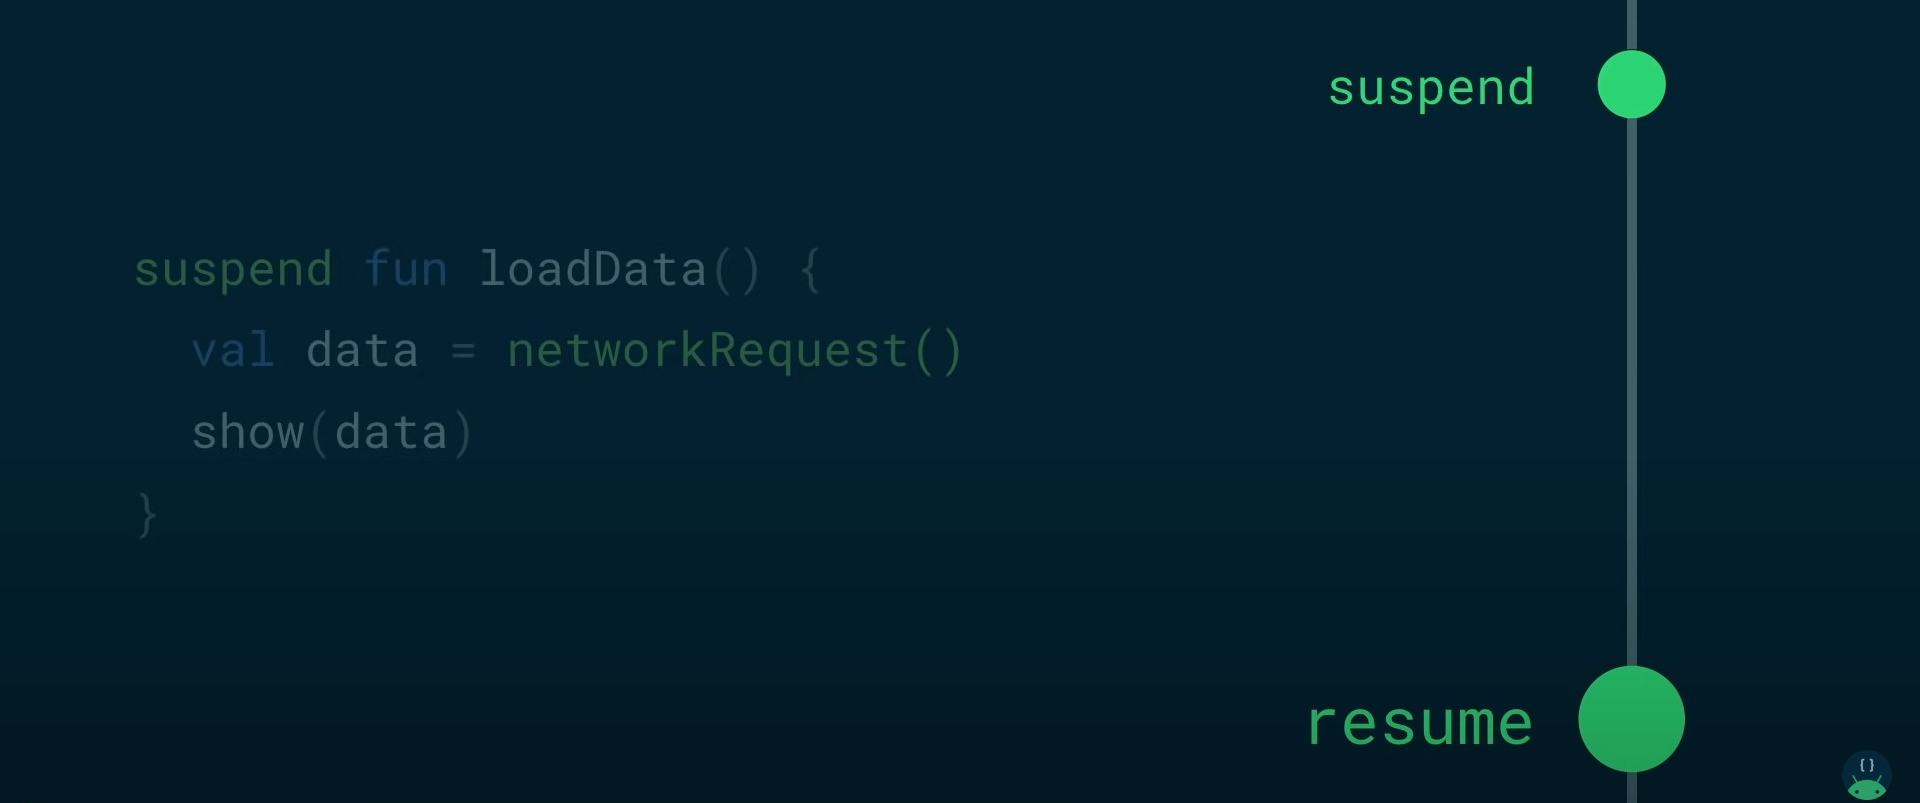 suspend
suspend fun loadData() {
  val data = networkRequest()
  show(data)
}
resume
{ }